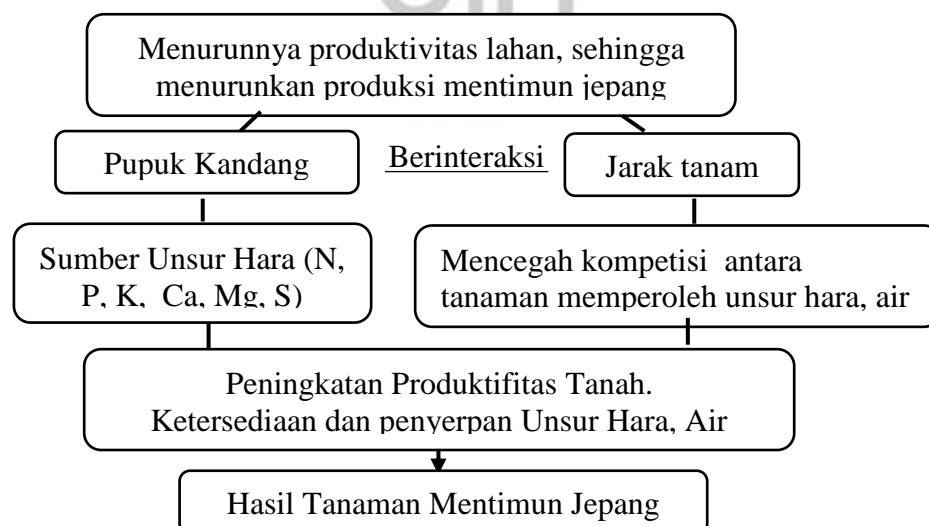 Menurunnya produktivitas lahan, sehingga
menurunkan produksi mentimun jepang
Pupuk Kandang
Berinteraksi
Jarak tanam
Sumber Unsur Hara (N,
P, K, Ca, Mg, S)
Mencegah kompetisi antara
tanaman memperoleh unsur hara, air
Peningkatan Produktifitas Tanah.
Ketersediaan dan penyerpan Unsur Hara, Air
Hasil Tanaman Mentimun Jepang